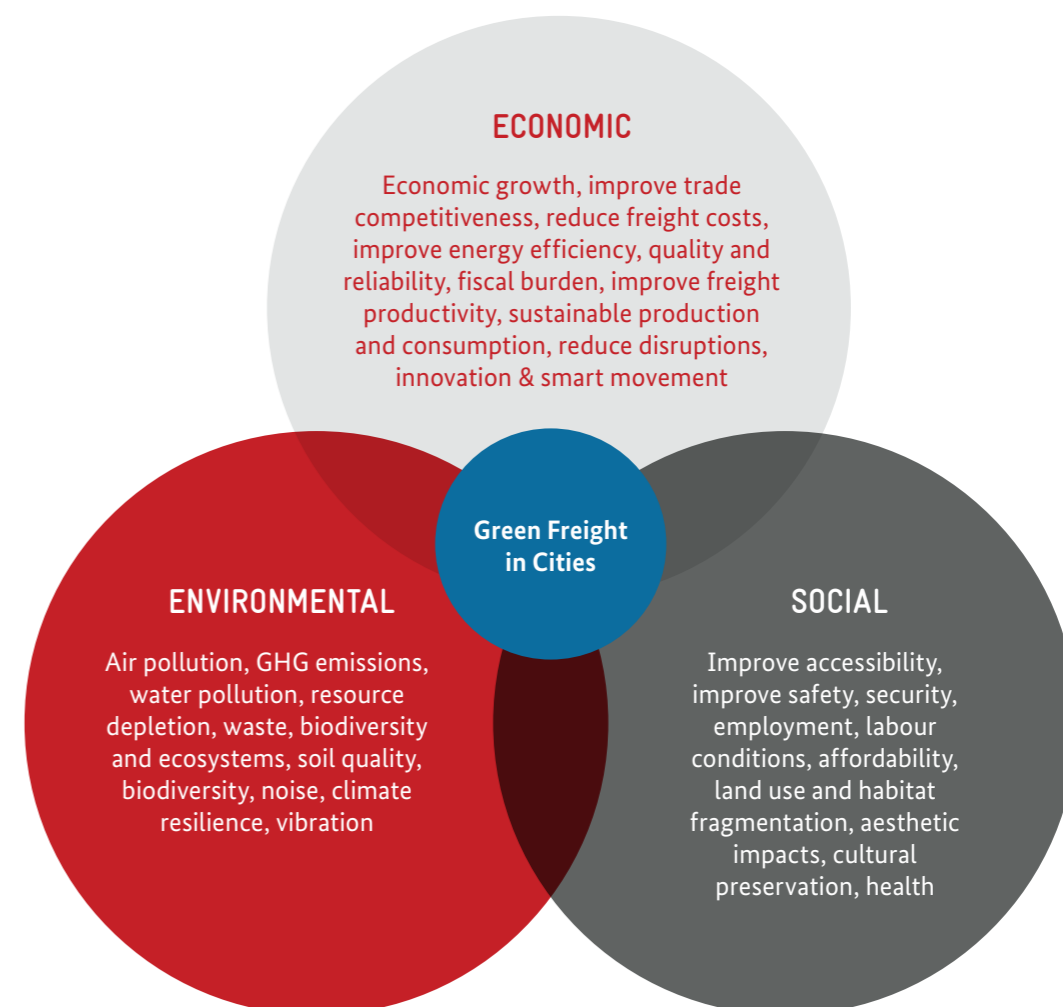 ECONOMIC
Economic growth, improve trade
competitiveness, reduce freight costs,
improve energy efficiency, quality and
reliability, fiscal burden, improve freight
productivity, sustainable production
and consumption, reduce disruptions,
innovation & smart movement
Green Freight
in Cities
ENVIRONMENTAL
Air pollution, GHG emissions,
water pollution, resource
depletion, waste, biodiversity
and ecosystems, soil quality,
biodiversity, noise, climate
resilience, vibration
SOCIAL
Improve accessibility,
improve safety, security,
employment, labour
conditions, affordability,
land use and habitat
fragmentation, aesthetic
impacts, cultural
preservation, health